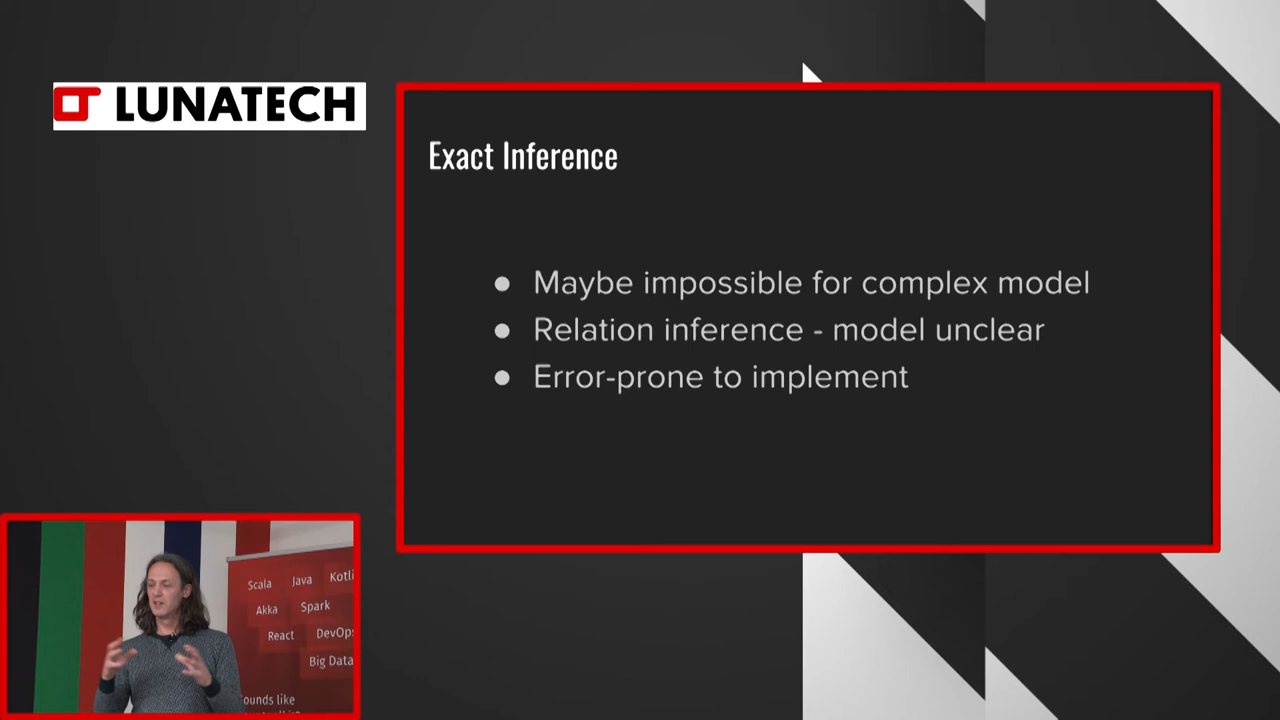 LUNATECH
Exact Inference
● Maybe impossible for complex model
● Relation inference - model unclear
● Error-prone to implement
Scala Java
Akka Spark
React DevOps
Big Data
ounds like